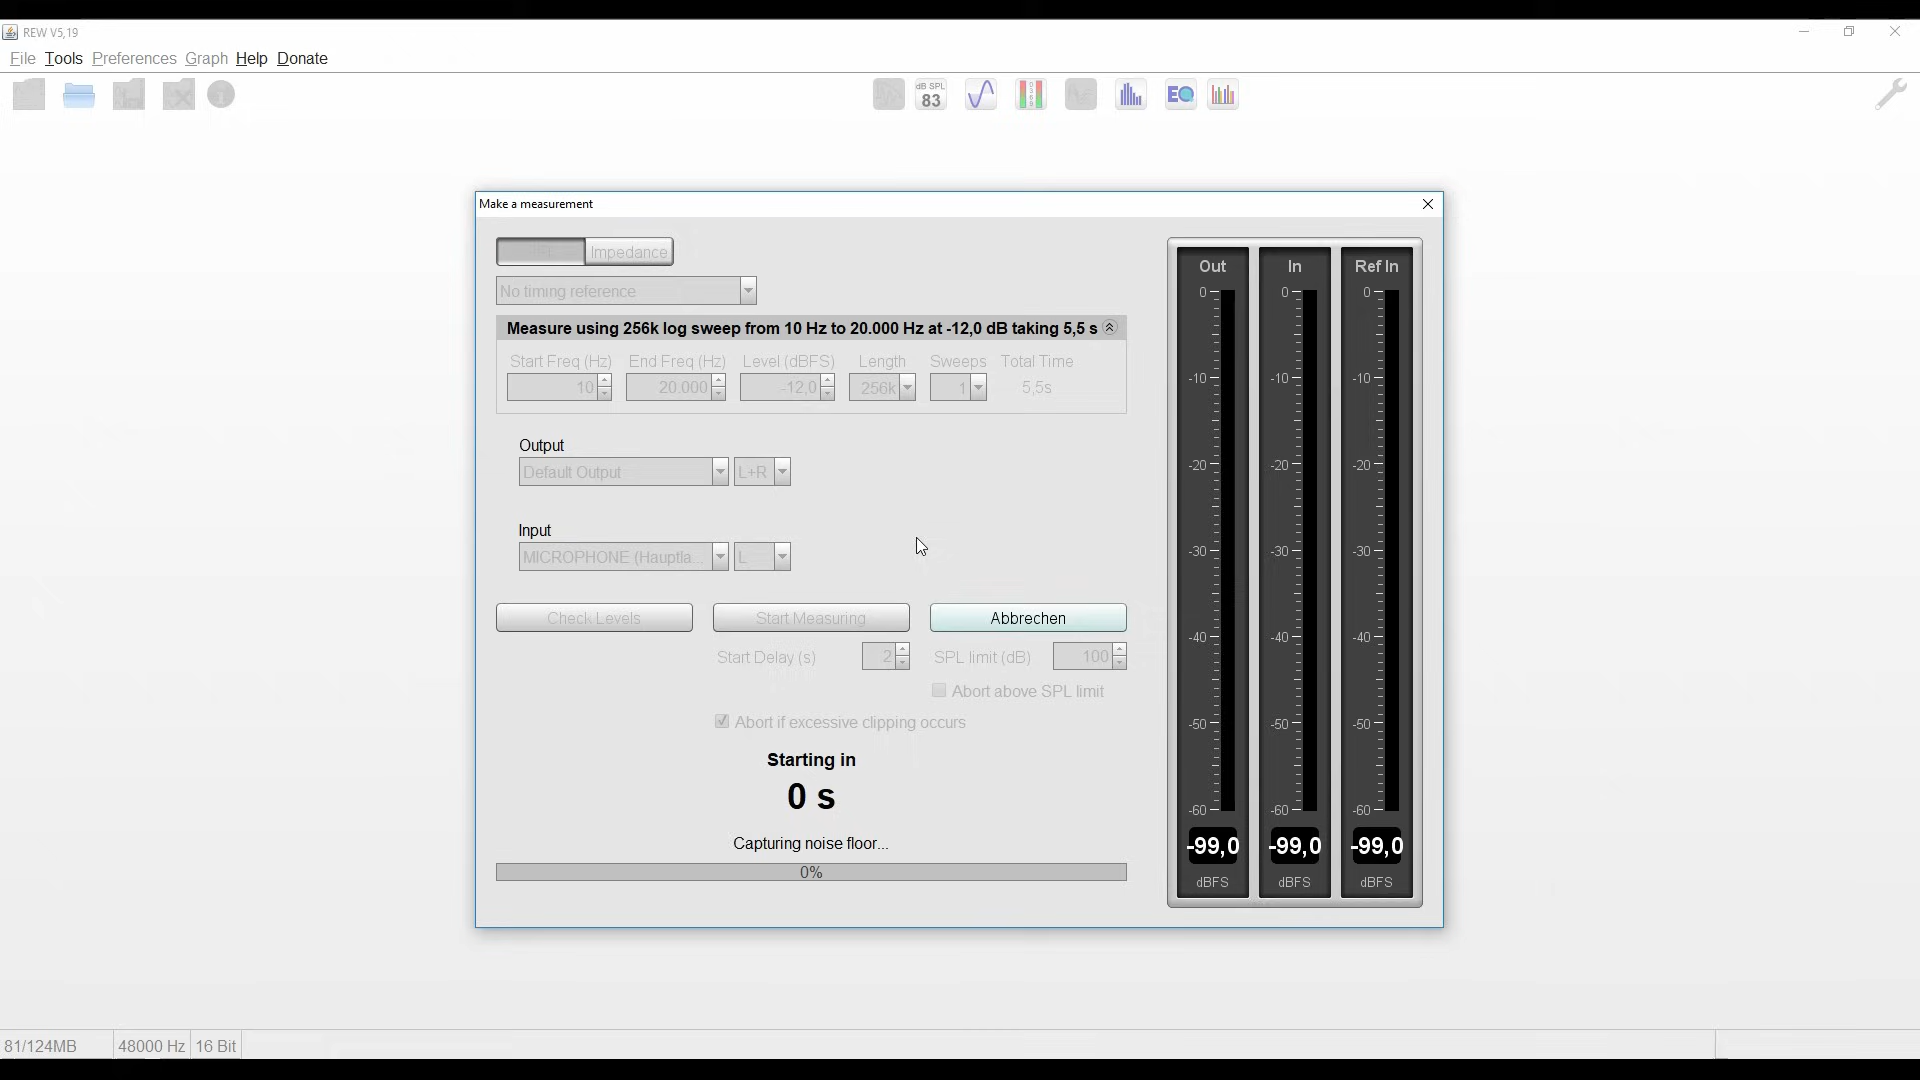 REW V5,19
File Tools Preferences Graph Help Donate
dB SPL
83
EQ
Make a measurement
Impedance
No timing reference
Measure using 256k log sweep from 10 Hz to 20.000 Hz at -12,0 dB taking 5,5 s
Start Freq (Hz) End Freq (Hz) Level (dBFS) Length Sweeps Total Time
10 20.000 -12,0 256k 1 5,5s
Output
Default Output L+R
Input
MICROPHONE (Hauptla... L
Check Levels Start Measuring Abbrechen
Start Delay (s) 2 SPL limit (dB) 100
Abort above SPL limit
Abort if excessive clipping occurs
Starting in
0 s
Capturing noise floor...
0%
Out In Ref In
0 0 0
-10 -10 -10
-20 -20 -20
-30 -30 -30
-40 -40 -40
-50 -50 -50
-60 -60 -60
-99,0 -99,0 -99,0
dBFS dBFS dBFS
81/124MB 48000 Hz 16 Bit